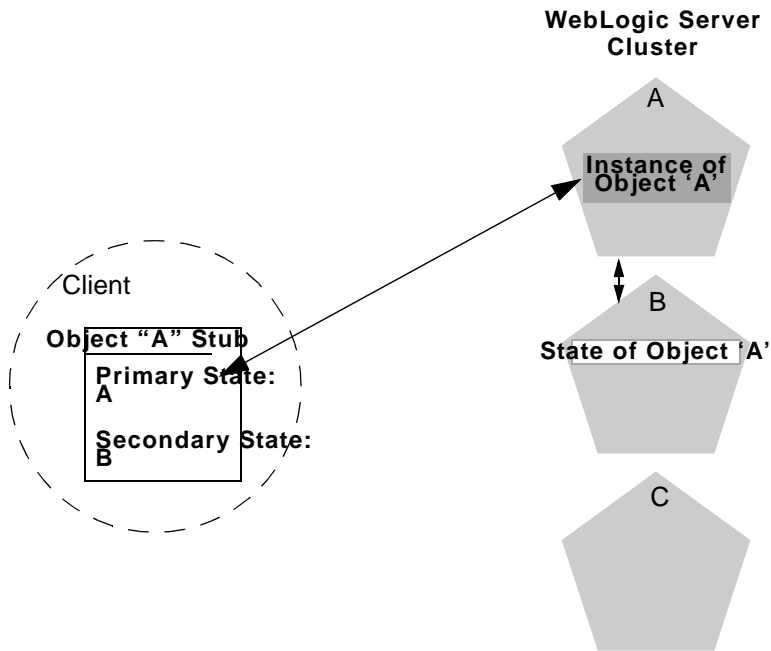 WebLogic Server
Cluster
A
Instance of
Object ‘A’
Client
B
Object “A” Stub
State of Object ‘A’
Primary State:
A
Secondary State:
B
C